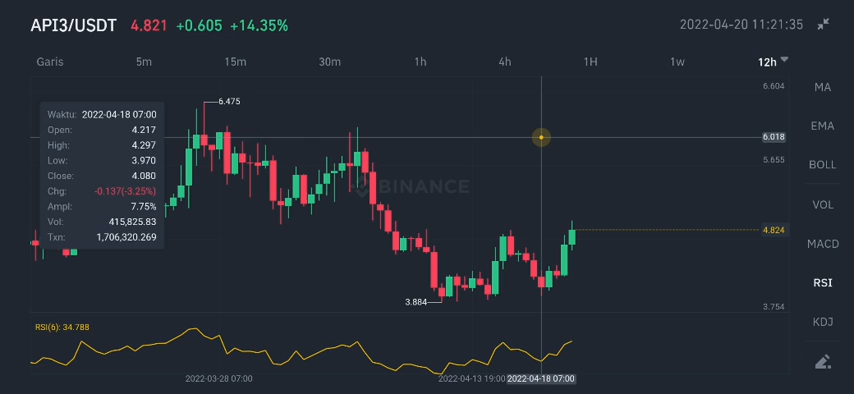 API3/USDT 4.821 +0.605 +14.35% 2022-04-20 11:21:35
Garis 5m 15m 30m 1h 4h 1H 1w 12h
6.604
MA
6.475
Waktu: 2022-04-18 07:00
Open: 4.217
EMA
High: 4.297
6.018
Low: 3.970
5.655
BOLL
Close: 4.080
Chg: -0.137(-3.25%)
BINANCE
Ampl: 7.75%
VOL
Vol: 415,825.83
4.824
Txn: 1,706,320.269
MACD
RSI
3.884
3.754
KDJ
RSI(6): 34.788
2022-03-28 07:00 2022-04-13 19:00 2022-04-18 07:00